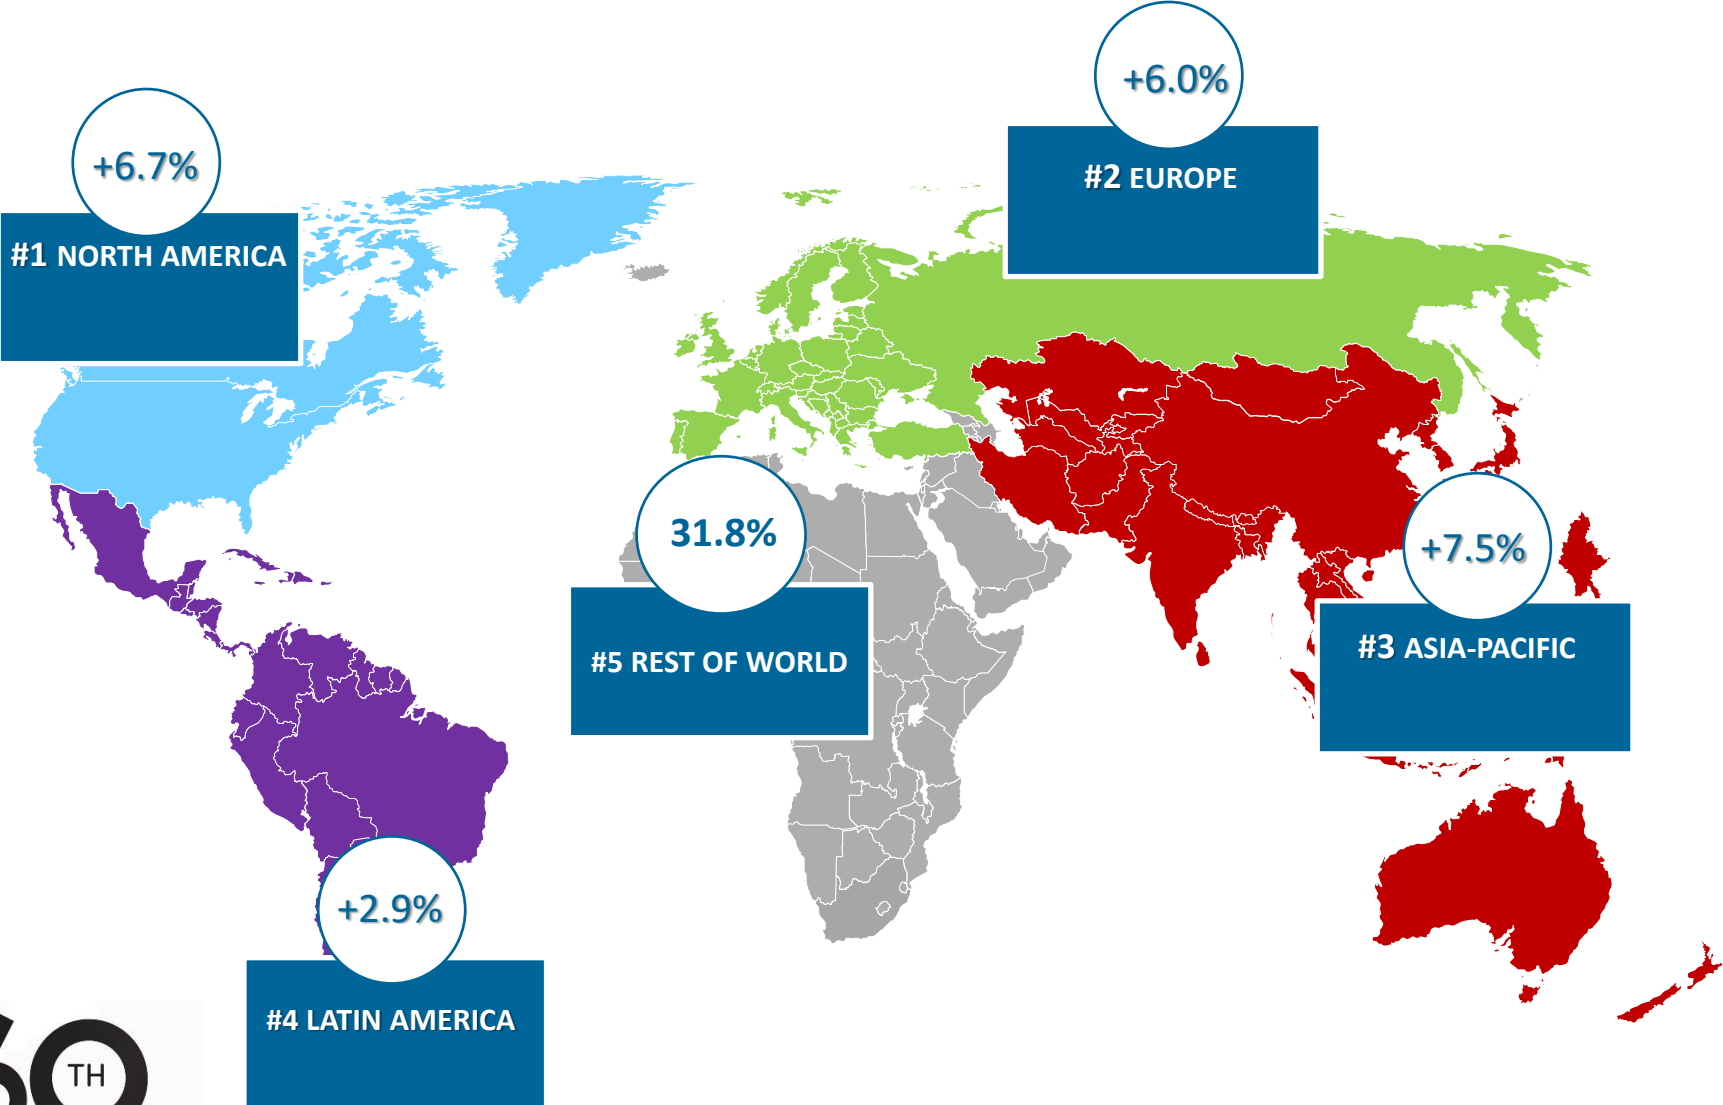 +6.0%
#2 EUROPE
+6.7%
#1 NORTH AMERICA
31.8%
#5 REST OF WORLD
+7.5%
#3 ASIA-PACIFIC
+2.9%
#4 LATIN AMERICA
TH